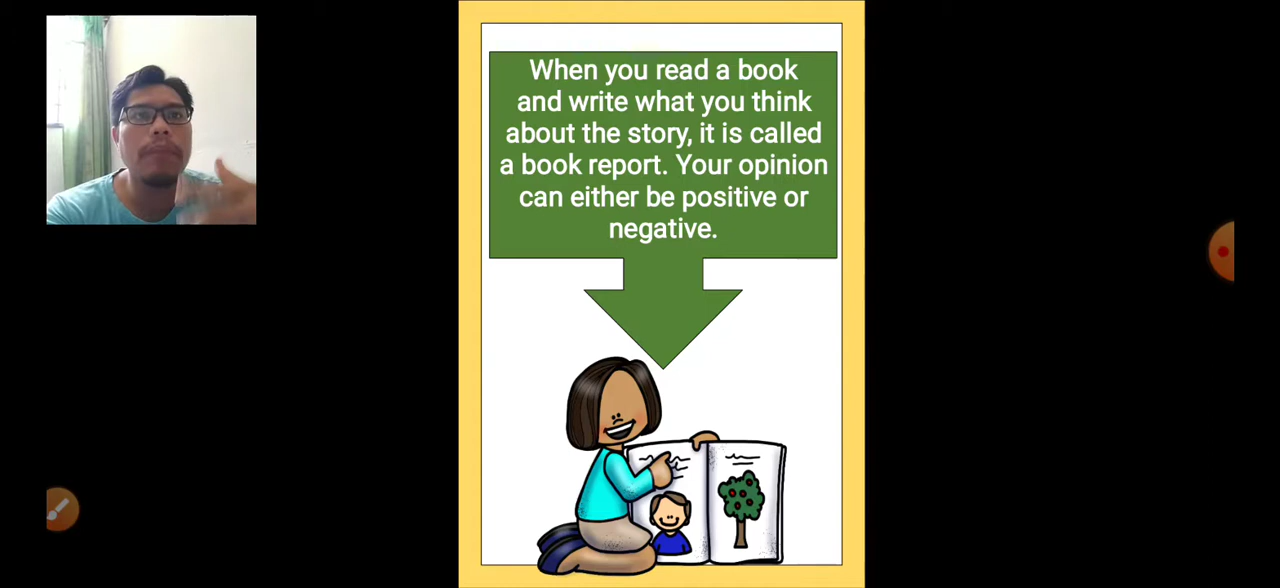 When you read a book
and write what you think
about the story, it is called
a book report. Your opinion
can either be positive or
negative.